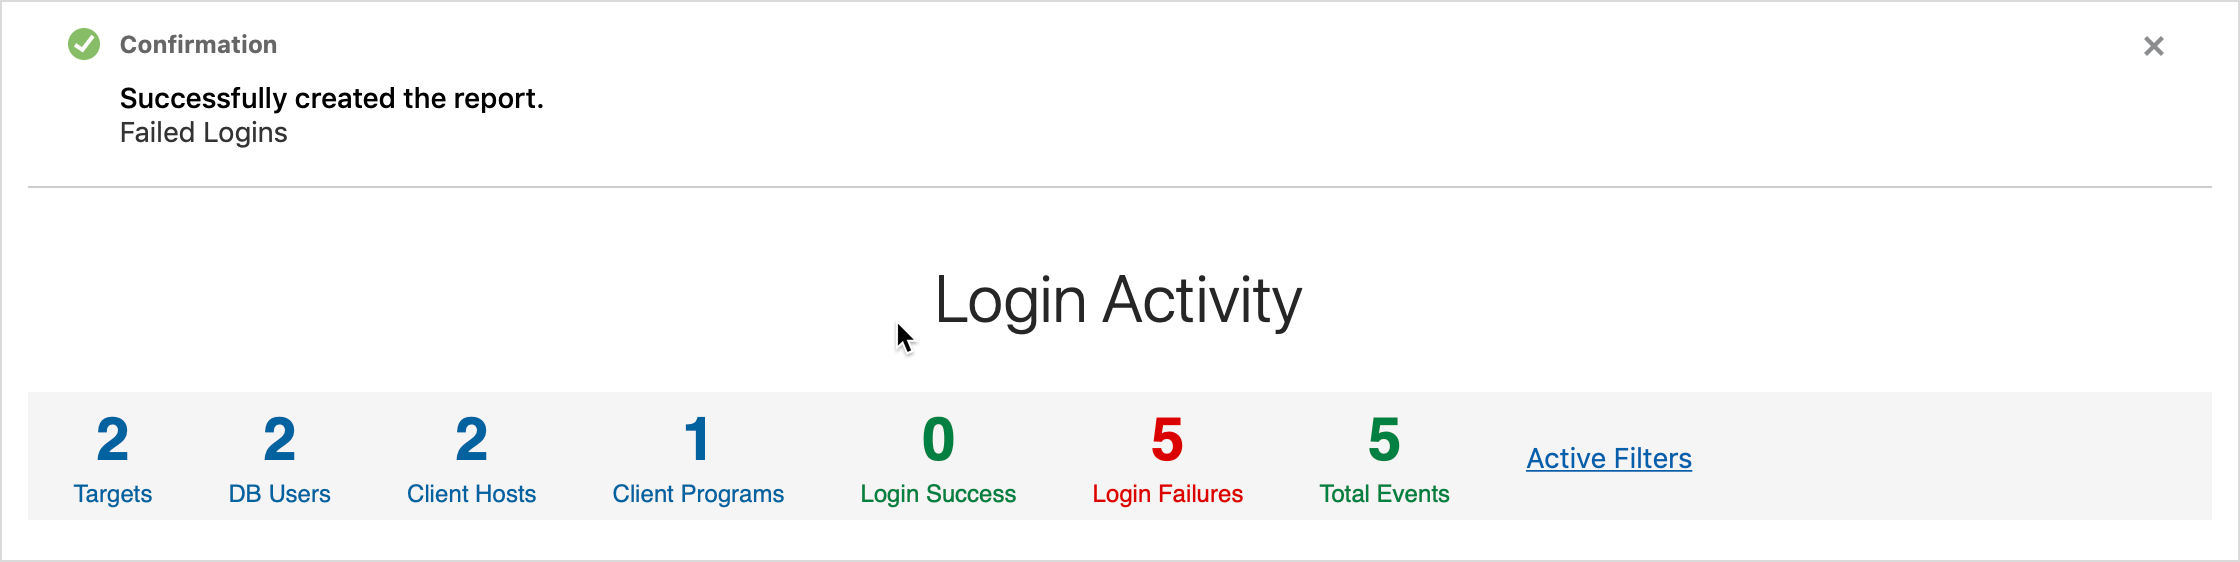 Confirmation
Successfully created the report.
Failed Logins
Login Activity
2 2 2 1 0 5 5
Targets DB Users Client Hosts Client Programs Login Success Login Failures Total Events Active Filters